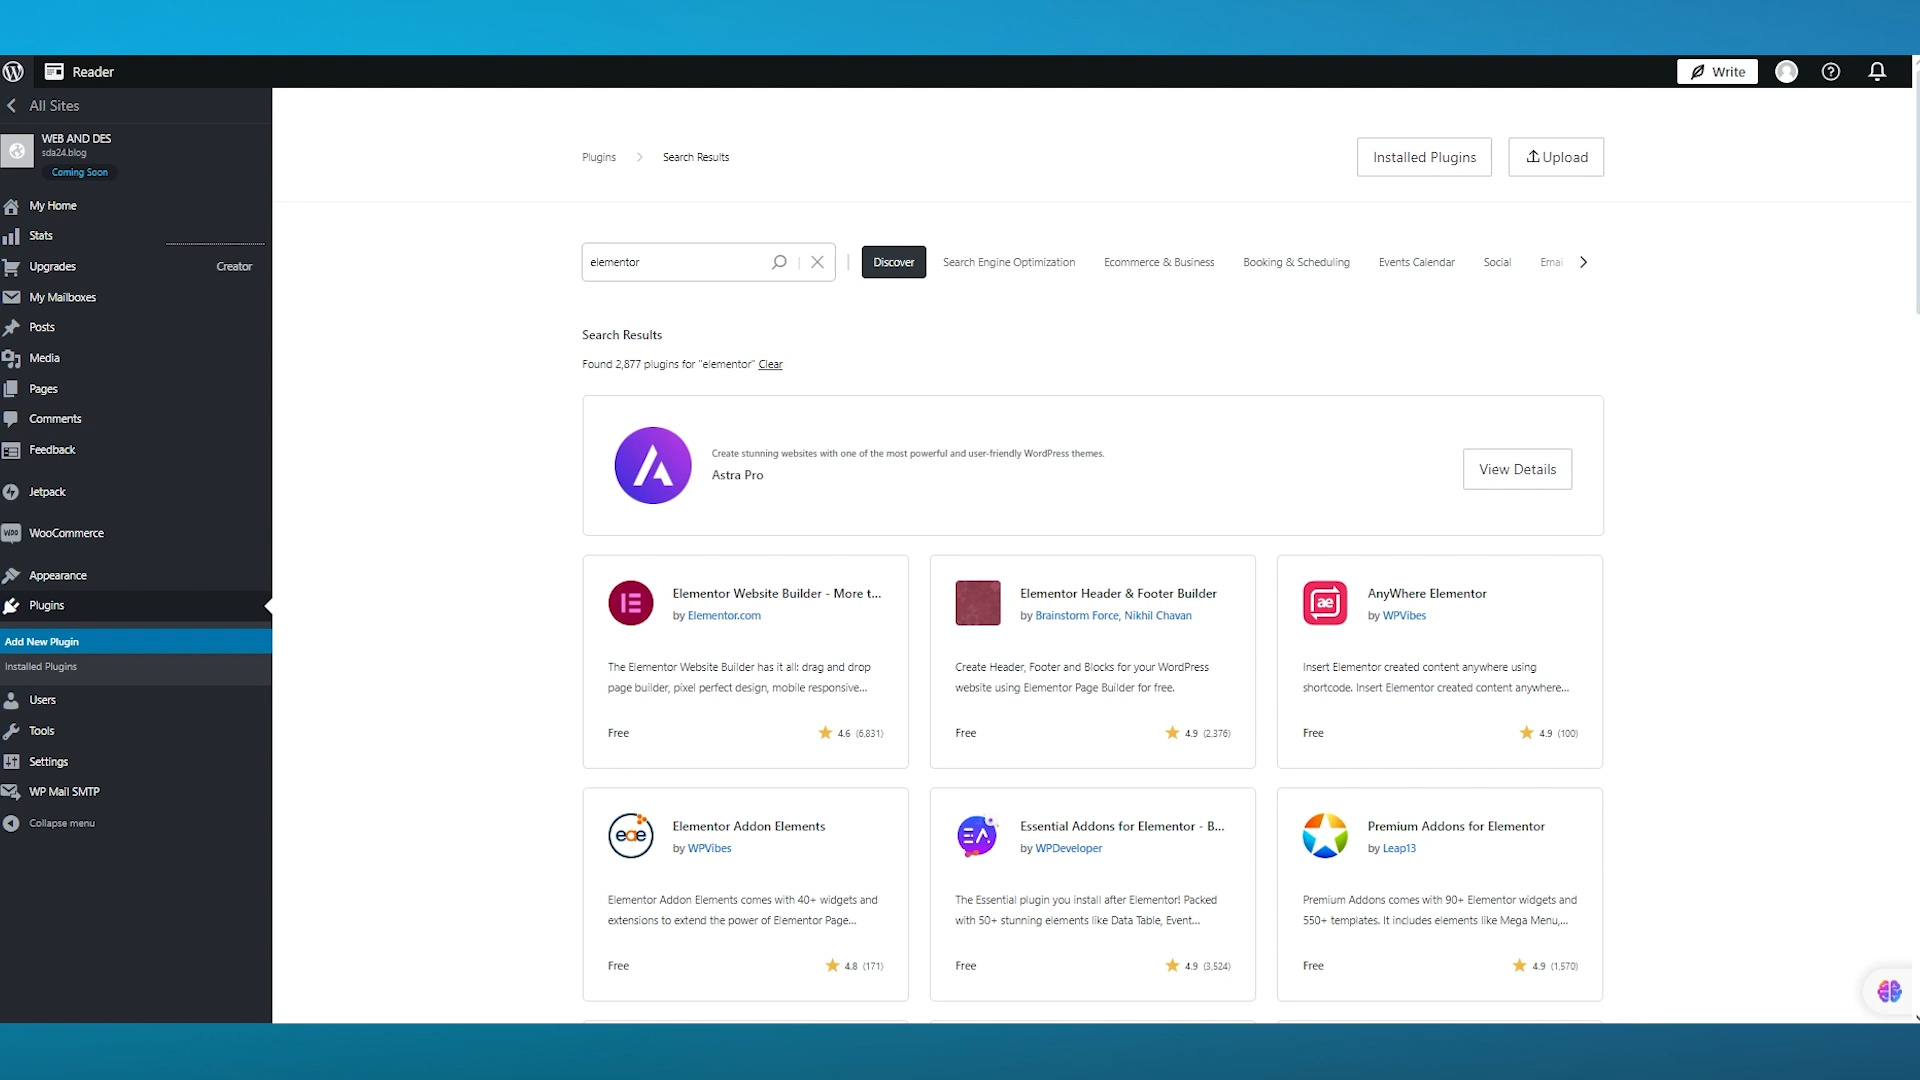 Reader
Write
All Sites
WEB AND DES
sda24.blog
Coming Soon
My Home
Stats
Upgrades Creator
My Mailboxes
Posts
Media
Pages
Comments
Feedback
Jetpack
WooCommerce
Appearance
Plugins
Add New Plugin
Installed Plugins
Users
Tools
Settings
WP Mail SMTP
Collapse menu
Plugins Search Results
Installed Plugins
Upload
elementor
Discover Search Engine Optimization Ecommerce & Business Booking & Scheduling Events Calendar Social Emai
Search Results
Found 2,877 plugins for "elementor" Clear
Create stunning websites with one of the most powerful and user-friendly WordPress themes.
Astra Pro
View Details
Elementor Website Builder - More t...
by Elementor.com
The Elementor Website Builder has it all: drag and drop
page builder, pixel perfect design, mobile responsive...
Free 4.6 (6,831)
Elementor Header & Footer Builder
by Brainstorm Force, Nikhil Chavan
Create Header, Footer and Blocks for your WordPress
website using Elementor Page Builder for free.
Free 4.9 (2,376)
ae
AnyWhere Elementor
by WPVibes
Insert Elementor created content anywhere using
shortcode. Insert Elementor created content anywhere...
Free 4.9 (100)
eae
Elementor Addon Elements
by WPVibes
Elementor Addon Elements comes with 40+ widgets and
extensions to extend the power of Elementor Page...
Free 4.8 (171)
EA
Essential Addons for Elementor - B...
by WPDeveloper
The Essential plugin you install after Elementor! Packed
with 50+ stunning elements like Data Table, Event...
Free 4.9 (3,524)
Premium Addons for Elementor
by Leap13
Premium Addons comes with 90+ Elementor widgets and
550+ templates. It includes elements like Mega Menu,...
Free 4.9 (1,570)